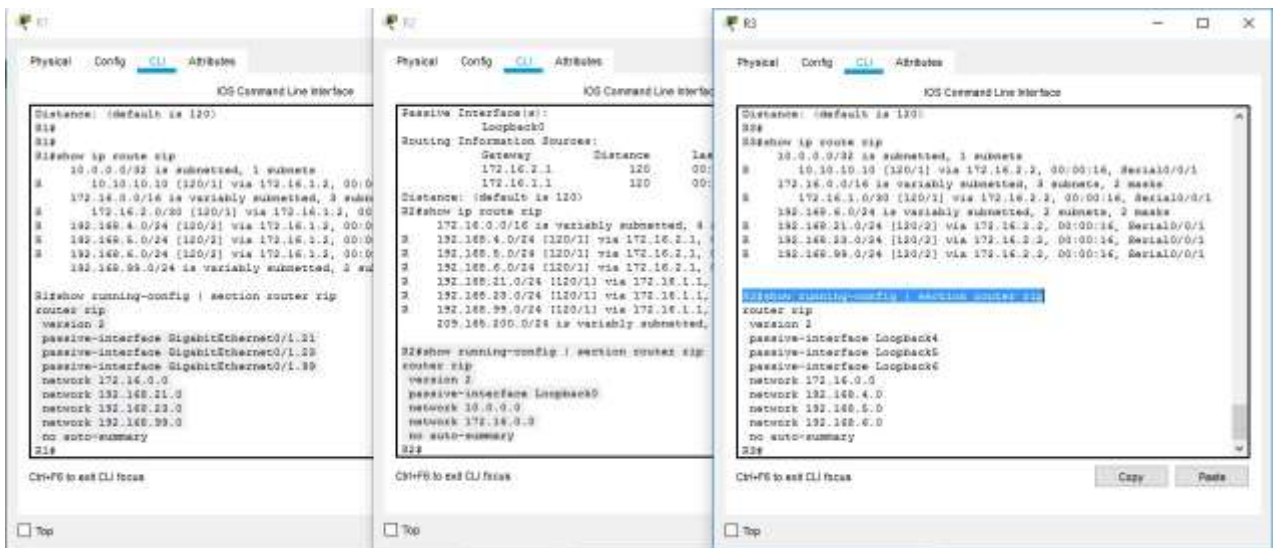 R1
Physical Config CLI Attributes
IOS Command Line Interface
Distance: (default is 120)
R1#
R1#
R1#show ip route rip
10.0.0.0/32 is subnetted, 1 subnets
R 10.10.10.10 [120/1] via 172.16.1.2, 00:0
172.16.0.0/16 is variably subnetted, 3 subn
R 172.16.2.0/30 [120/1] via 172.16.1.2, 00
R 192.168.4.0/24 [120/2] via 172.16.1.2, 00:0
R 192.168.5.0/24 [120/2] via 172.16.1.2, 00:0
R 192.168.6.0/24 [120/2] via 172.16.1.2, 00:0
192.168.99.0/24 is variably subnetted, 2 sub
R1#show running-config | section router rip
router rip
version 2
passive-interface GigabitEthernet0/1.21
passive-interface GigabitEthernet0/1.23
passive-interface GigabitEthernet0/1.99
network 172.16.0.0
network 192.168.21.0
network 192.168.23.0
network 192.168.99.0
no auto-summary
R1#
Ctrl+F6 to exit CLI focus
Top
R2
Physical Config CLI Attributes
IOS Command Line Interfac
Passive Interface(s):
Loopback0
Routing Information Sources:
Gateway Distance Las
172.16.2.1 120 00:
172.16.1.1 120 00:
Distance: (default is 120)
R2#show ip route rip
172.16.0.0/16 is variably subnetted, 4
R 192.168.4.0/24 [120/1] via 172.16.2.1,
R 192.168.5.0/24 [120/1] via 172.16.2.1,
R 192.168.6.0/24 [120/1] via 172.16.2.1,
R 192.168.21.0/24 [120/1] via 172.16.1.1,
R 192.168.23.0/24 [120/1] via 172.16.1.1,
R 192.168.99.0/24 [120/1] via 172.16.1.1,
209.165.200.0/24 is variably subnetted,
R2#show running-config | section router rip
router rip
version 2
passive-interface Loopback0
network 10.0.0.0
network 172.16.0.0
no auto-summary
R2#
Ctrl+F6 to exit CLI focus
Top
R3
Physical Config CLI Attributes
IOS Command Line Interface
Distance: (default is 120)
R3#
R3#show ip route rip
10.0.0.0/32 is subnetted, 1 subnets
R 10.10.10.10 [120/1] via 172.16.2.2, 00:00:16, Serial0/0/1
172.16.0.0/16 is variably subnetted, 3 subnets, 2 masks
R 172.16.1.0/30 [120/1] via 172.16.2.2, 00:00:16, Serial0/0/1
192.168.6.0/24 is variably subnetted, 2 subnets, 2 masks
R 192.168.21.0/24 [120/2] via 172.16.2.2, 00:00:16, Serial0/0/1
R 192.168.23.0/24 [120/2] via 172.16.2.2, 00:00:16, Serial0/0/1
R 192.168.99.0/24 [120/2] via 172.16.2.2, 00:00:16, Serial0/0/1
R3#show running-config | section router rip
router rip
version 2
passive-interface Loopback4
passive-interface Loopback5
passive-interface Loopback6
network 172.16.0.0
network 192.168.4.0
network 192.168.5.0
network 192.168.6.0
no auto-summary
R3#
Ctrl+F6 to exit CLI focus
Copy Paste
Top